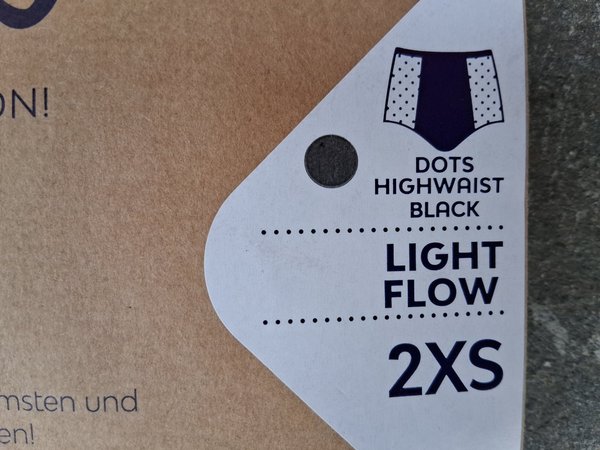 ON!
DOTS
HIGHWAIST
BLACK
LIGHT
FLOW
2XS
msten und
en!